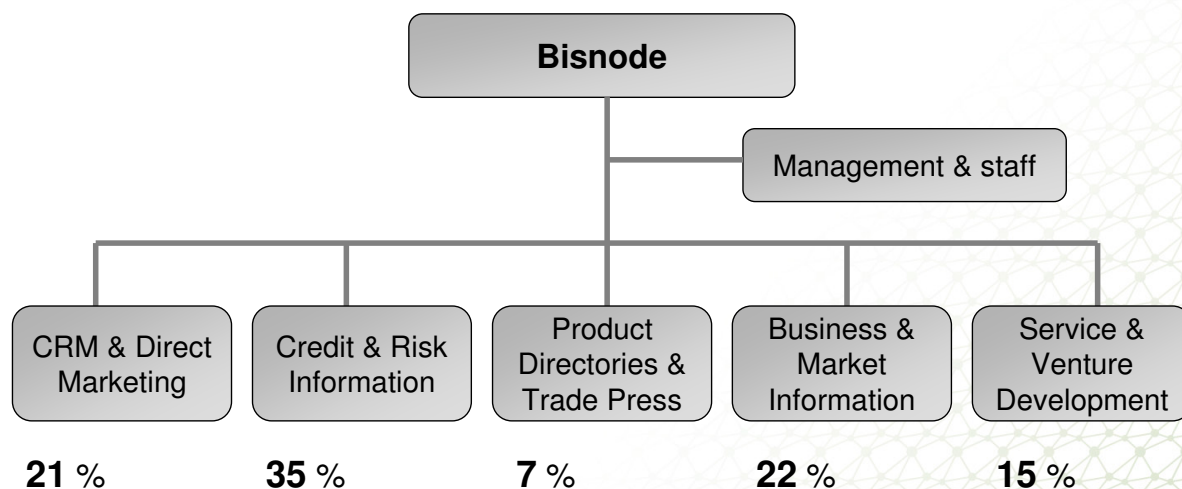 Bisnode
Management & staff
CRM & Direct
Marketing
Credit & Risk
Information
Product
Directories &
Trade Press
Business &
Market
Information
Service &
Venture
Development
21 %
35 %
7 %
22 %
15 %